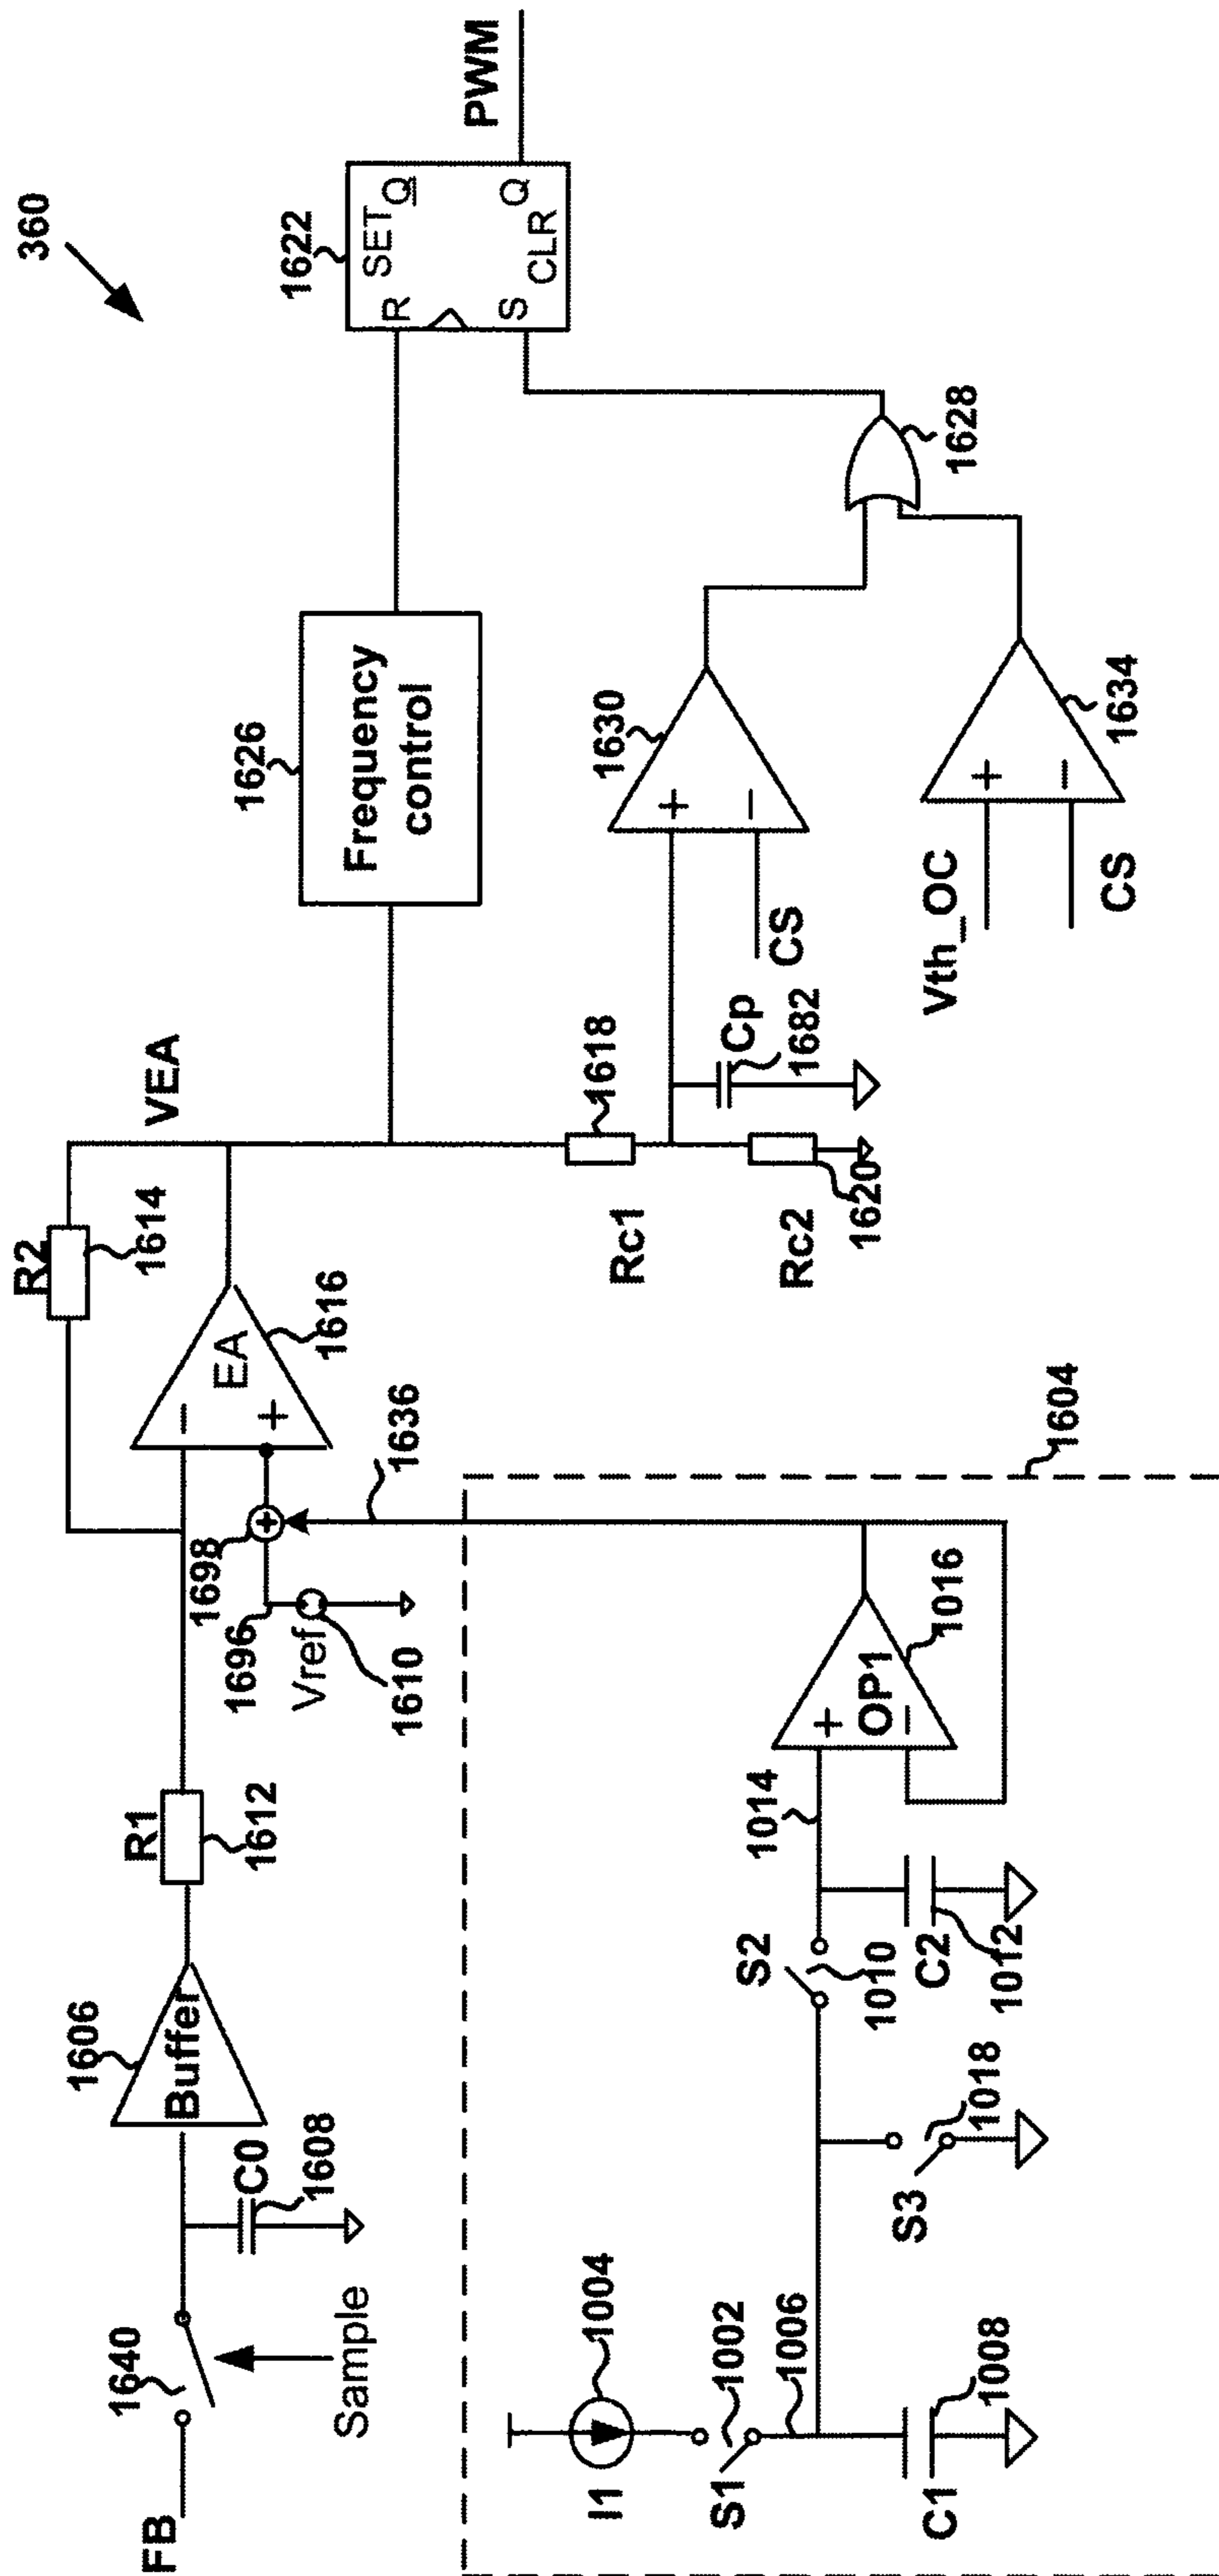 360
FB
1640
Sample
C0
1608
1606
Buffer
R1
1612
1698
1696
Vref
1610
R2
1614
EA
−
+
1616
1636
VEA
1626
Frequency
control
1622
R
SET
Q
S
CLR
Q
PWM
Rc1
1618
Rc2
1620
Cp
1682
1630
+
−
CS
Vth_OC
+
−
CS
1634
1628
1604
I1
1004
S1
1002
1006
C1
1008
S3
1018
S2
1010
C2
1012
1014
+
OP1
−
1016